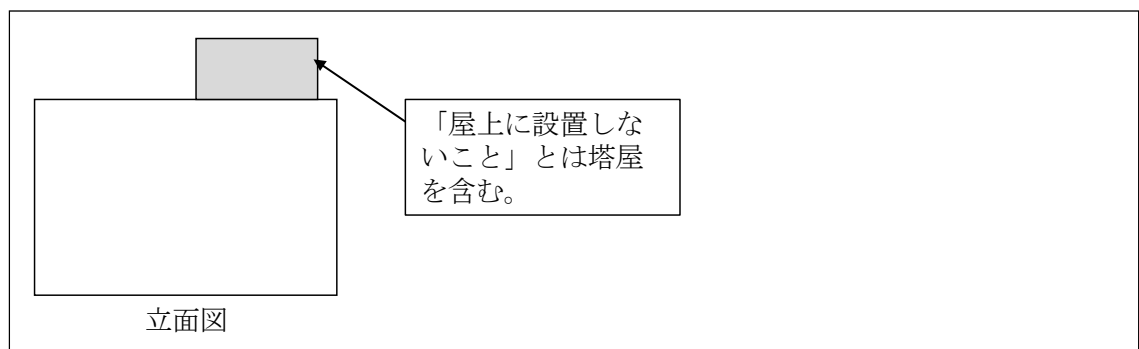 「屋上に設置しな
いこと」とは塔屋
を含む。
立面図